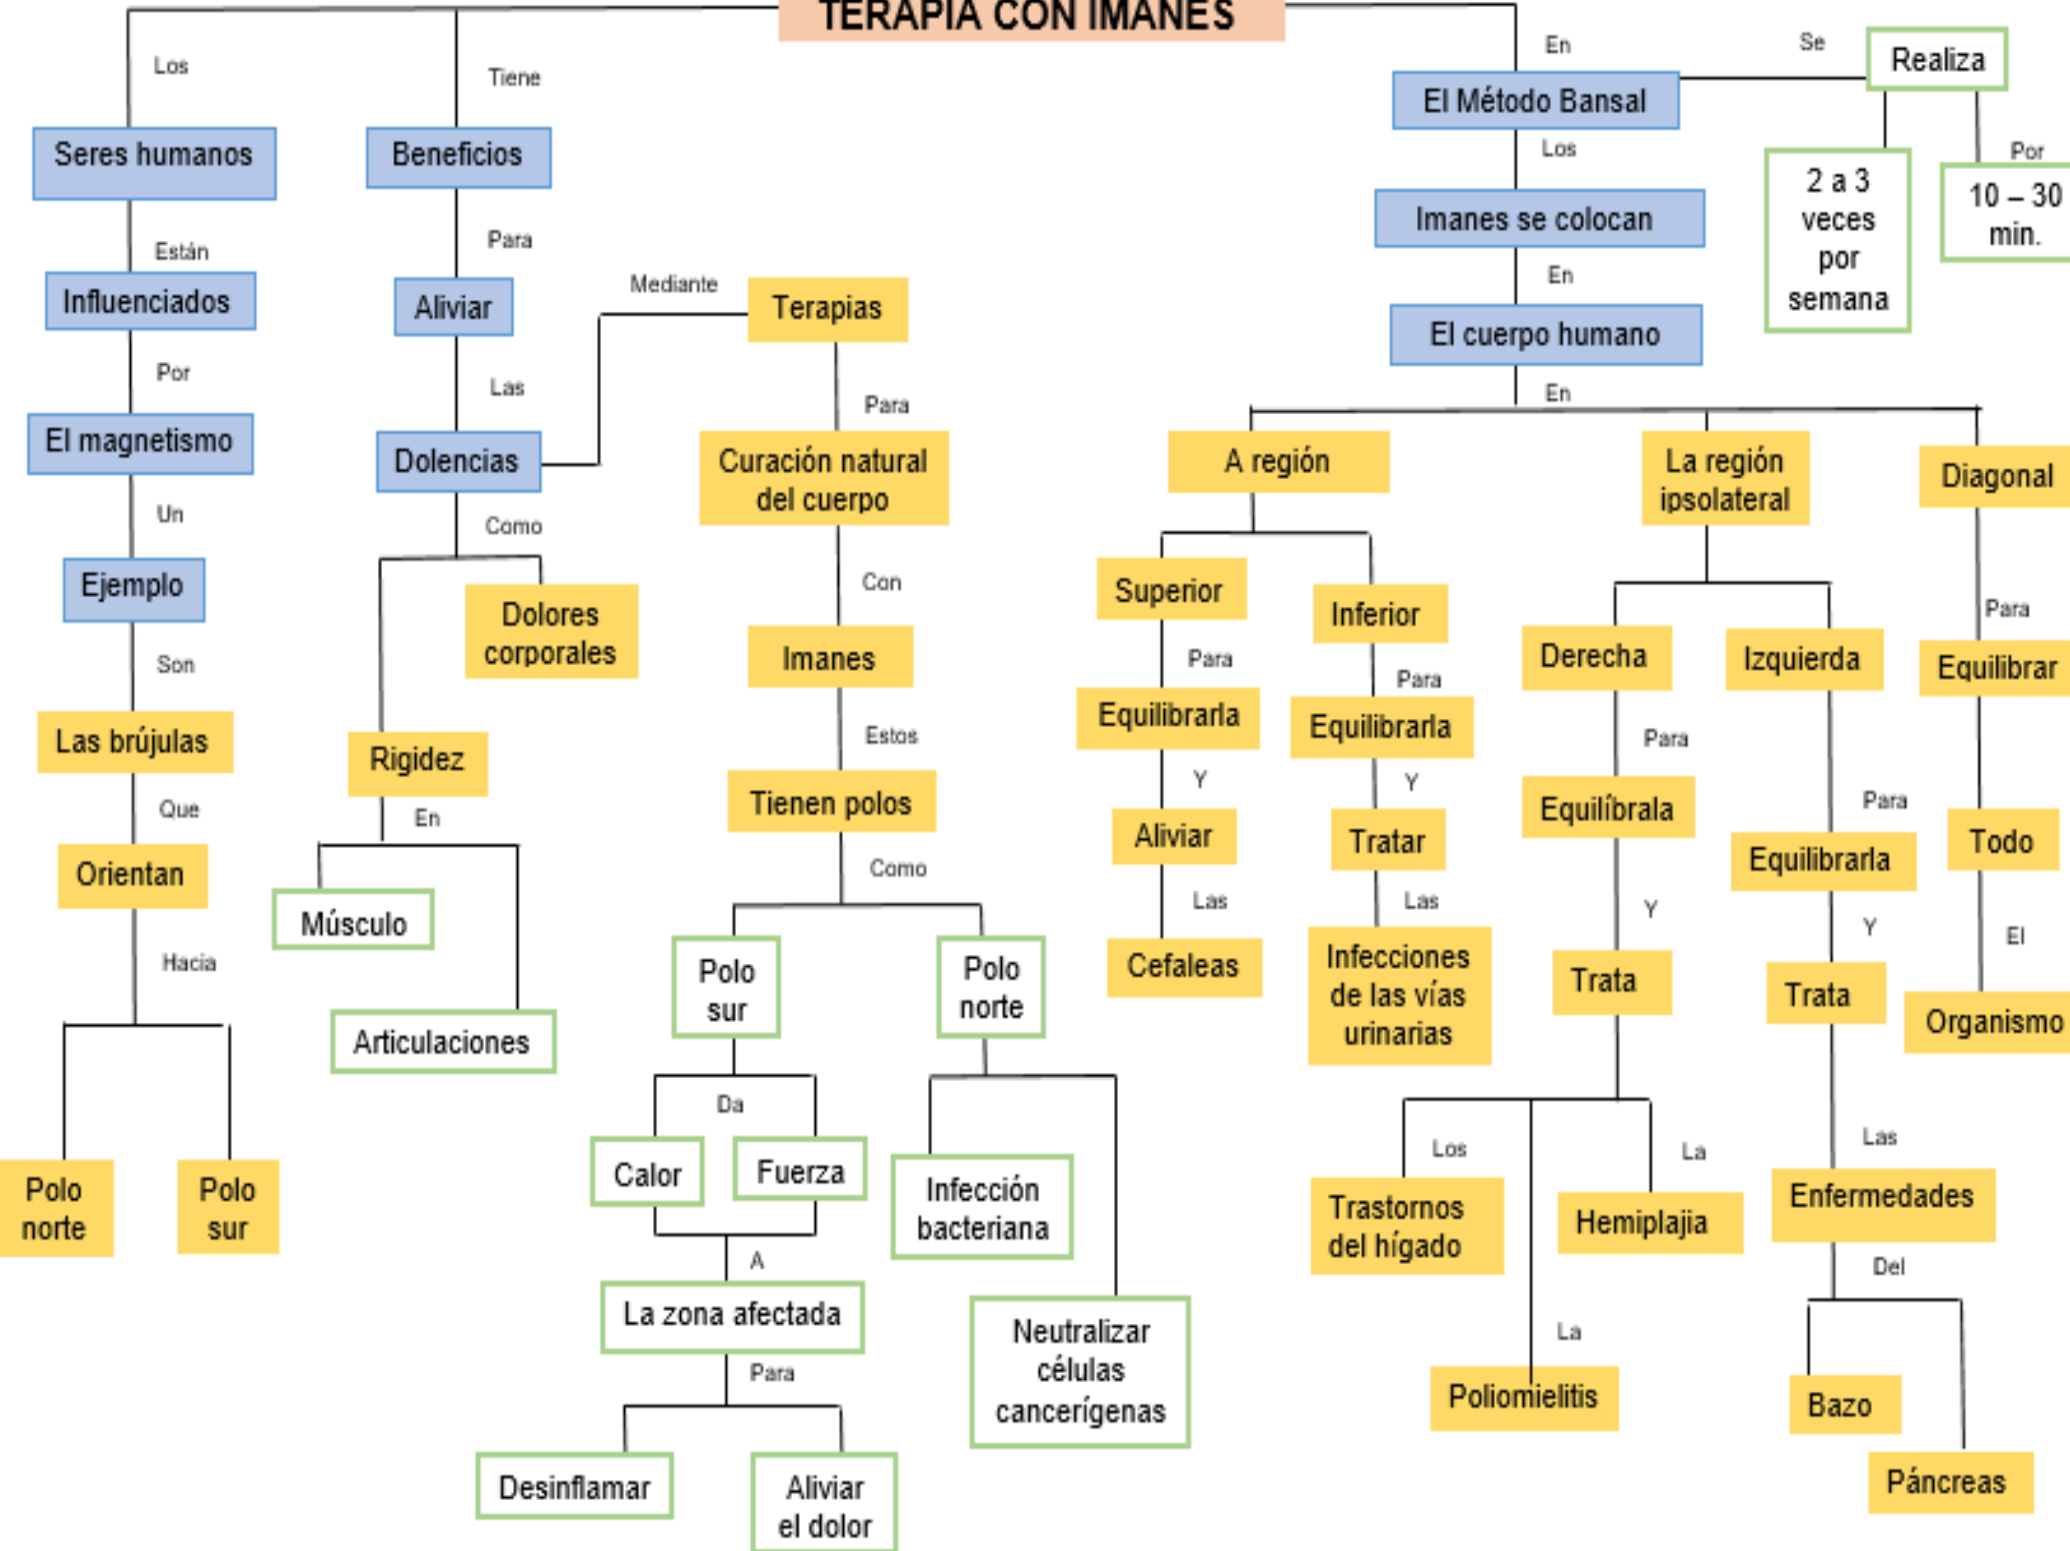 TERAPIA CON IMANES
Los
Seres humanos
Están
Influenciados
Por
El magnetismo
Un
Ejemplo
Son
Las brújulas
Que
Orientan
Hacia
Polo
norte
Polo
sur
Tiene
Beneficios
Para
Aliviar
Las
Dolencias
Como
Dolores
corporales
Rigidez
En
Músculo
Articulaciones
Mediante
Terapias
Para
Curación natural
del cuerpo
Con
Imanes
Estos
Tienen polos
Como
Polo
sur
Da
Calor
Fuerza
A
La zona afectada
Para
Desinflamar
Aliviar
el dolor
Polo
norte
Infección
bacteriana
Neutralizar
células
cancerígenas
En
El Método Bansal
Se
Realiza
2 a 3
veces
por
semana
Por
10 – 30
min.
Los
Imanes se colocan
En
El cuerpo humano
En
A región
Superior
Para
Equilibrarla
Y
Aliviar
Las
Cefaleas
Inferior
Para
Equilibrarla
Y
Tratar
Las
Infecciones
de las vías
urinarias
La región
ipsolateral
Derecha
Para
Equilíbrala
Y
Trata
Los
Trastornos
del hígado
La
Poliomielitis
La
Hemiplajia
Izquierda
Para
Equilibrarla
Y
Trata
Las
Enfermedades
Del
Bazo
Páncreas
Diagonal
Para
Equilibrar
Todo
El
Organismo